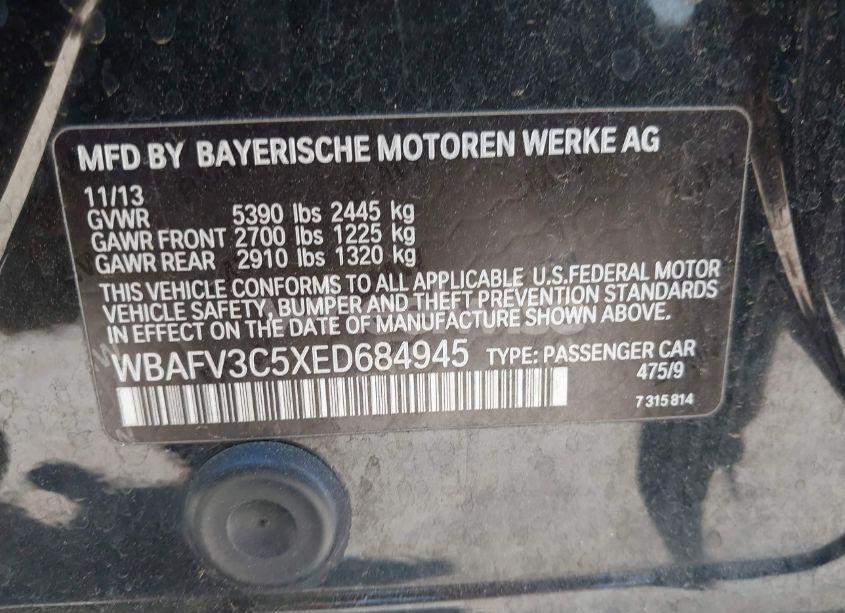 MFD BY BAYERISCHE MOTOREN WERKE AG
11/13
GVWR 5390 lbs 2445 kg
GAWR FRONT 2700 lbs 1225 kg
GAWR REAR 2910 lbs 1320 kg
THIS VEHICLE CONFORMS TO ALL APPLICABLE U.S.FEDERAL MOTOR
VEHICLE SAFETY, BUMPER AND THEFT PREVENTION STANDARDS
IN EFFECT ON THE DATE OF MANUFACTURE SHOWN ABOVE.
WBAFV3C5XED684945 TYPE: PASSENGER CAR
475/9
7 315 814